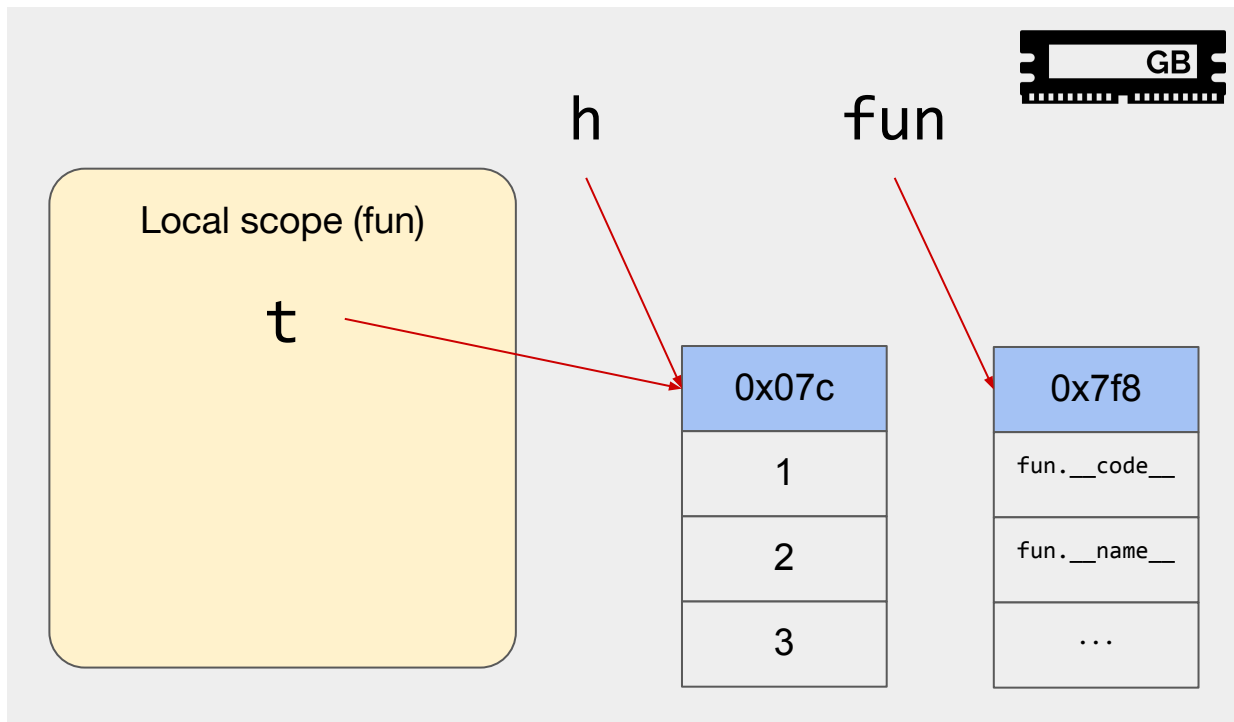 GB
h
fun
Local scope (fun)
t
0x07c
0x7f8
1
fun.__code__
2
fun.__name__
3
...